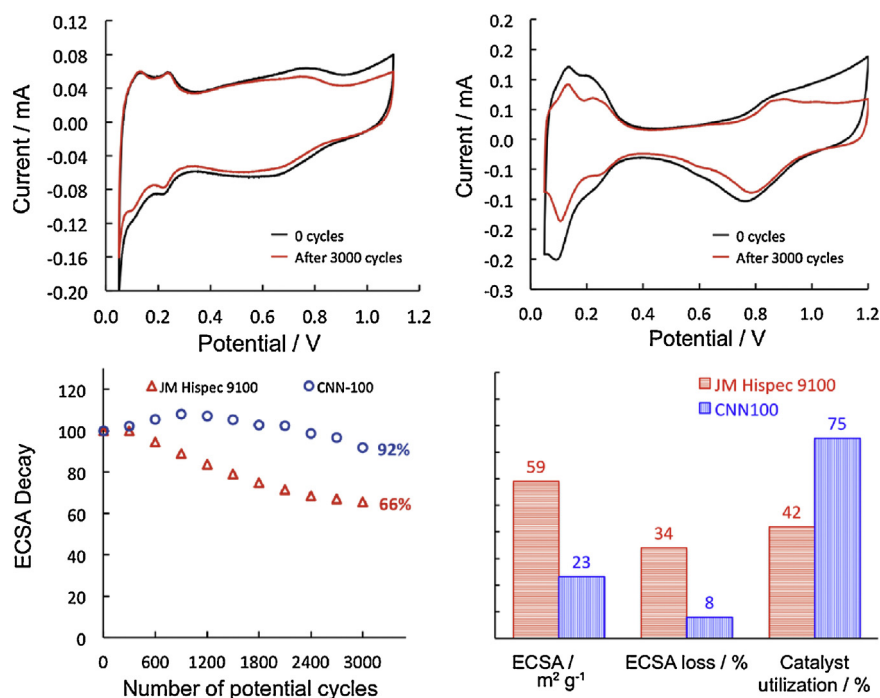 0.12
0.08
0.04
0.00
-0.04
-0.08
-0.12
-0.16
-0.20
Current / mA
0 cycles
After 3000 cycles
0.0 0.2 0.4 0.6 0.8 1.0 1.2
Potential / V
0.2
0.2
0.1
0.1
0.0
-0.1
-0.1
-0.2
-0.2
-0.3
Current / mA
0 cycles
After 3000 cycles
0.0 0.2 0.4 0.6 0.8 1.0 1.2
Potential / V
120
100
80
60
40
20
0
ECSA Decay
JM Hispec 9100 CNN-100
92%
66%
0 600 1200 1800 2400 3000
Number of potential cycles
JM Hispec 9100
CNN100
59
23
34
8
42
75
ECSA / m² g⁻¹
ECSA loss / %
Catalyst
utilization / %